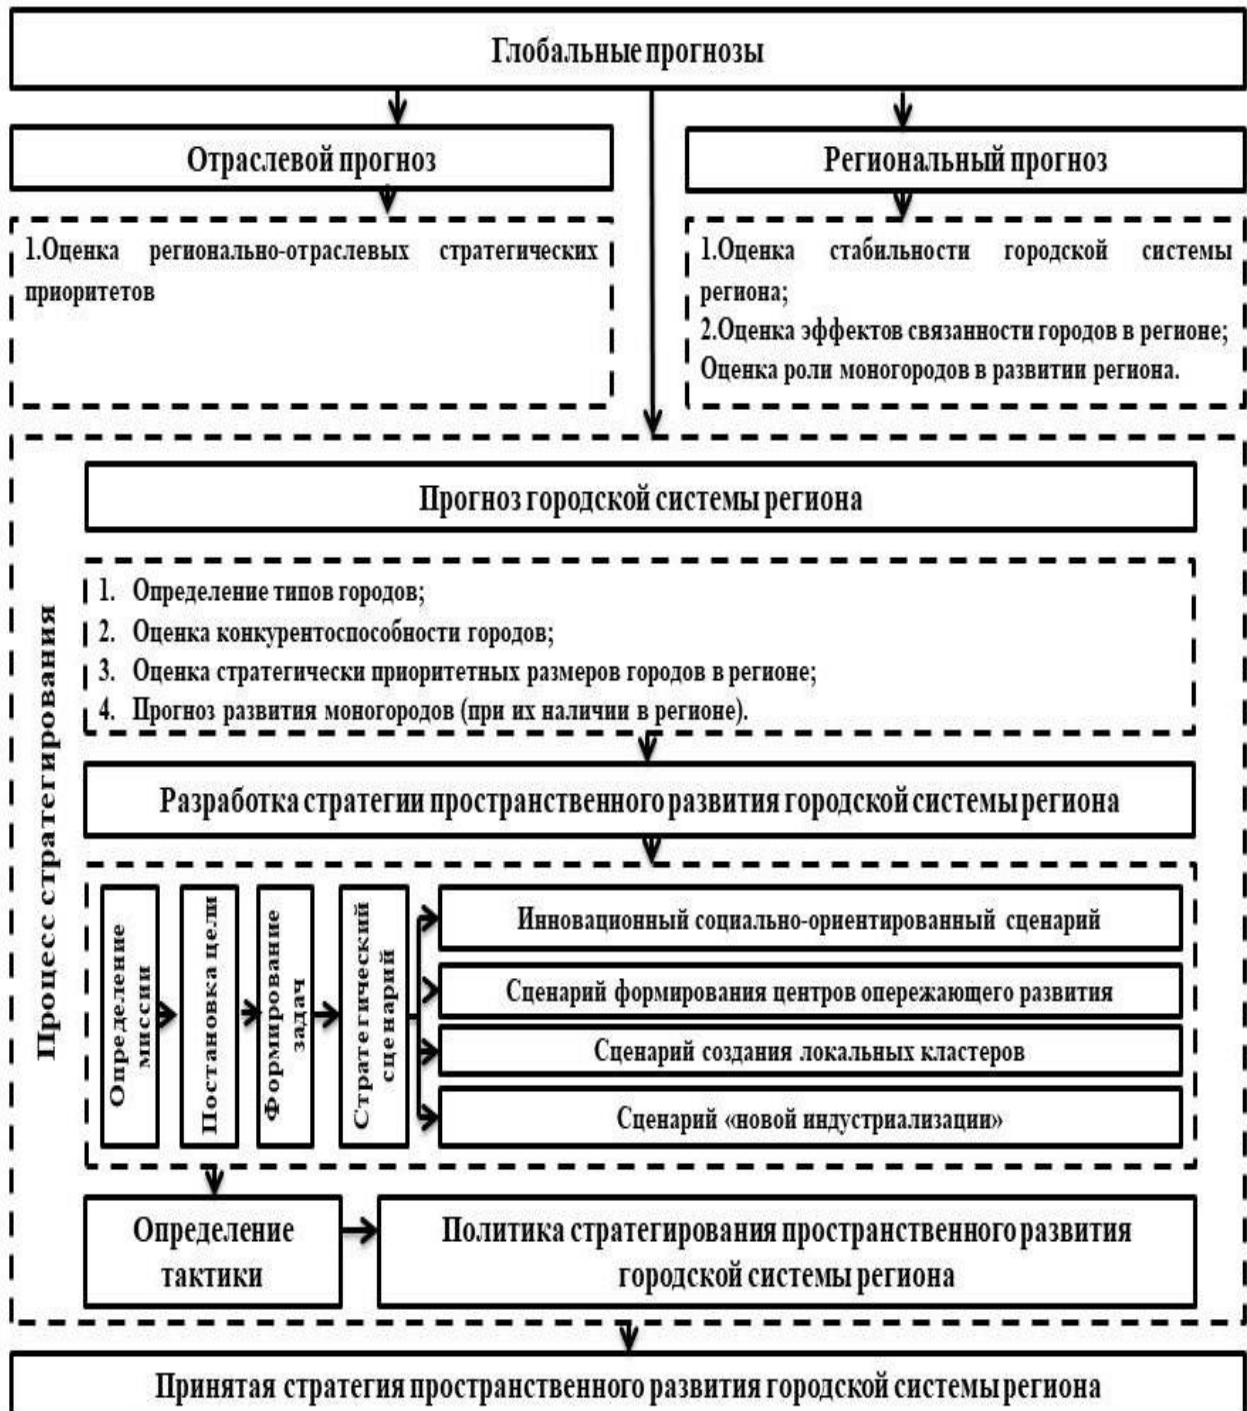 Глобальные прогнозы
Отраслевой прогноз
Региональный прогноз
1.Оценка регионально-отраслевых стратегических
приоритетов
1.Оценка стабильности городской системы
региона;
2.Оценка эффектов связанности городов в регионе;
Оценка роли моногородов в развитии региона.
Процесс стратегирования
Прогноз городской системы региона
1. Определение типов городов;
2. Оценка конкурентоспособности городов;
3. Оценка стратегически приоритетных размеров городов в регионе;
4. Прогноз развития моногородов (при их наличии в регионе).
Разработка стратегии пространственного развития городской системы региона
Определение
миссии
Постановка цели
Формирование
задач
Стратегический
сценарий
Инновационный социально-ориентированный сценарий
Сценарий формирования центров опережающего развития
Сценарий создания локальных кластеров
Сценарий «новой индустриализации»
Определение
тактики
Политика стратегирования пространственного развития
городской системы региона
Принятая стратегия пространственного развития городской системы региона